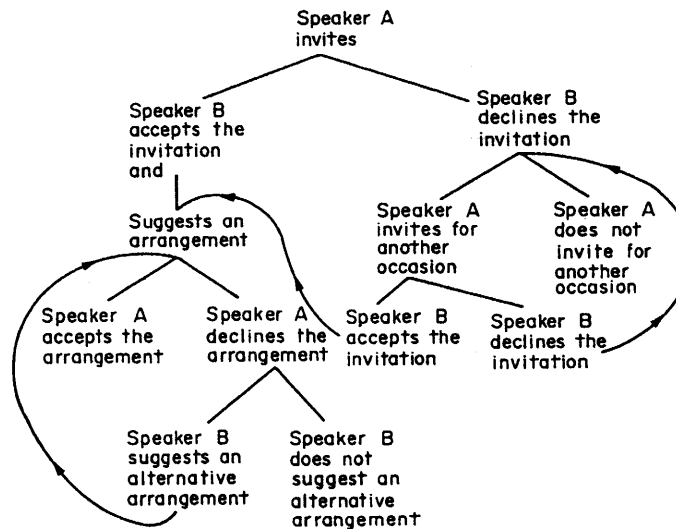 Speaker A
invites
Speaker B
accepts the
invitation
and
Speaker B
declines the
invitation
Suggests an
arrangement
Speaker A
invites for
another
occasion
Speaker A
does not
invite for
another
occasion
Speaker A
accepts the
arrangement
Speaker A
declines the
arrangement
Speaker B
accepts the
invitation
Speaker B
declines the
invitation
Speaker B
suggests an
alternative
arrangement
Speaker B
does not
suggest an
alternative
arrangement